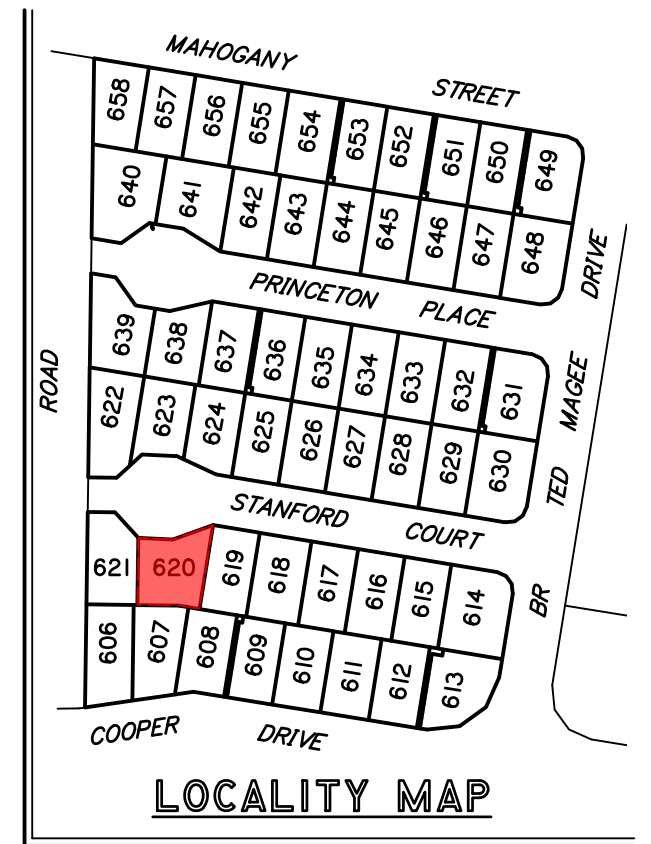 MAHOGANY STREET
658 657 656 655 654 653 652 651 650 649
640 641 642 643 644 645 646 647 648
DRIVE
PRINCETON PLACE
639 638 637 636 635 634 633 632 631
ROAD
MAGEE
622 623 624 625 626 627 628 629 630
TED
STANFORD COURT
621 620 619 618 617 616 615 614
BR
606 607 608 609 610 611 612 613
COOPER DRIVE
LOCALITY MAP